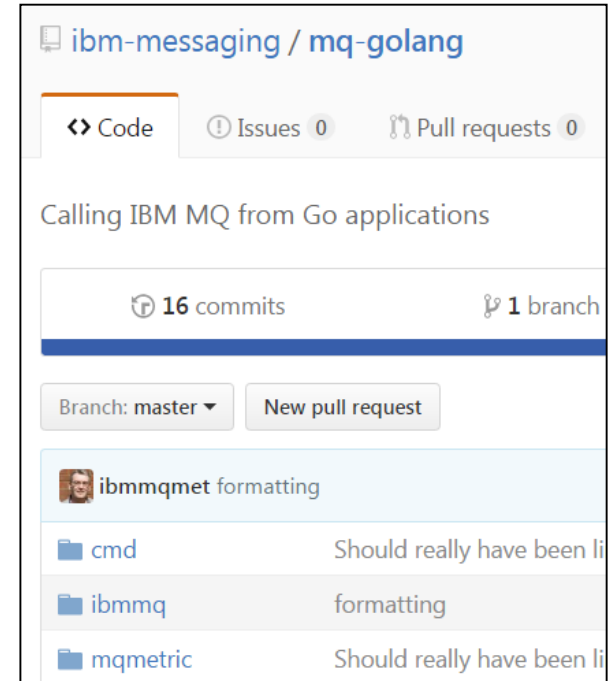 ibm-messaging / mq-golang
<> Code Issues 0 Pull requests 0
Calling IBM MQ from Go applications
16 commits 1 branch
Branch: master New pull request
ibmmqmet formatting
cmd Should really have been li
ibmmq formatting
mqmetric Should really have been li